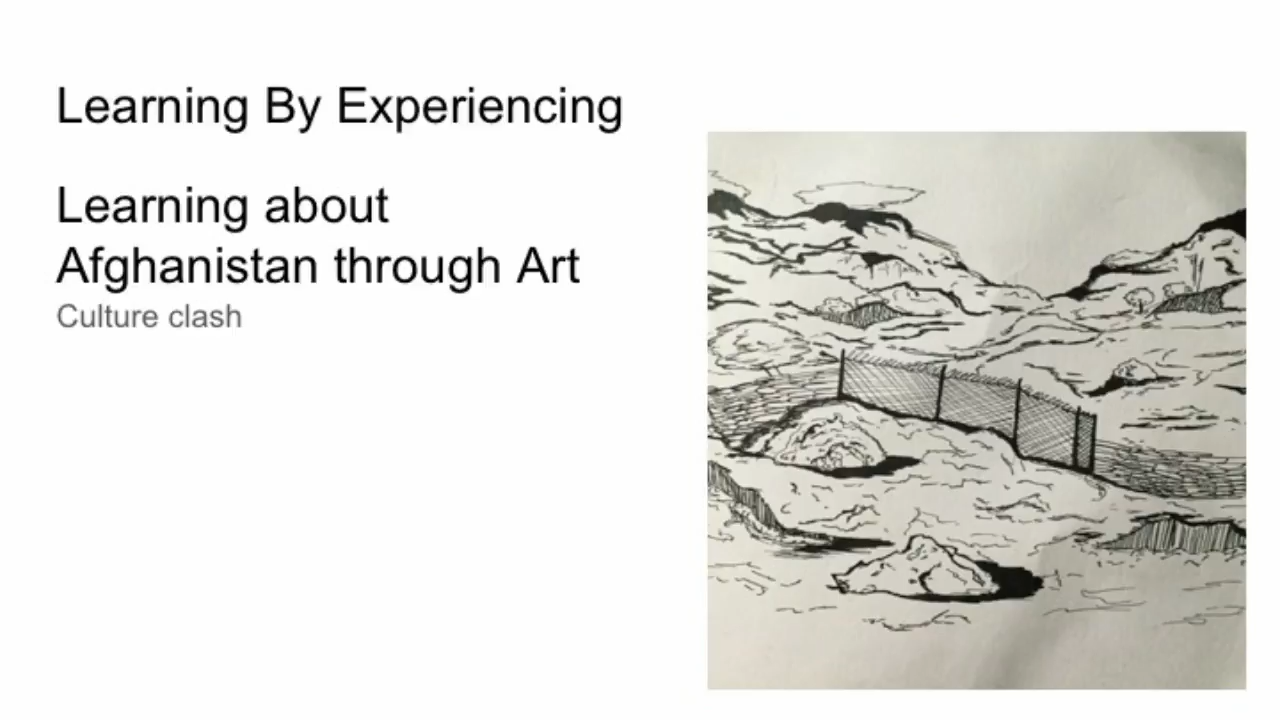 Learning By Experiencing
Learning about
Afghanistan through Art
Culture clash